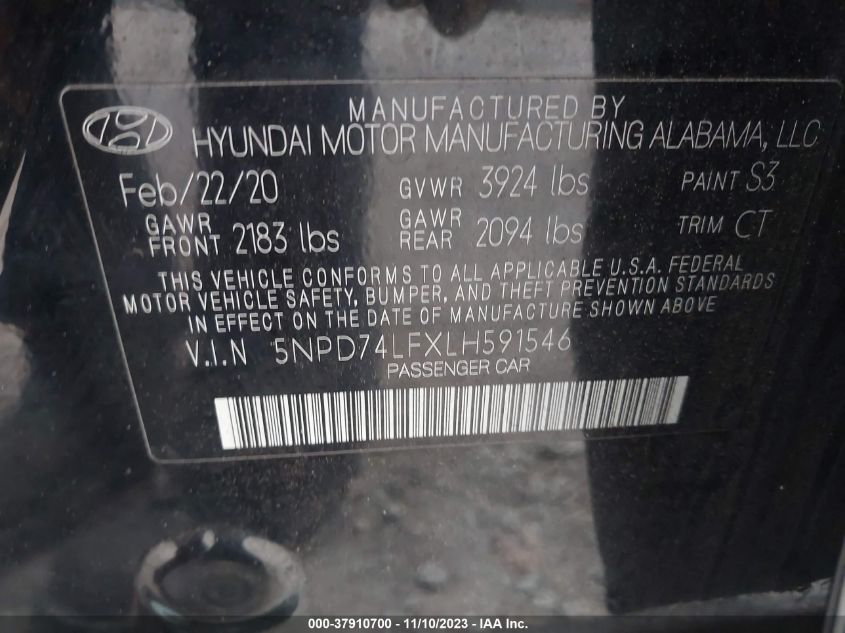 MANUFACTURED BY
HYUNDAI MOTOR MANUFACTURING ALABAMA, LLC
Feb/22/20 GVWR 3924 lbs PAINT S3
GAWR FRONT 2183 lbs GAWR REAR 2094 lbs TRIM CT
THIS VEHICLE CONFORMS TO ALL APPLICABLE U.S.A. FEDERAL
MOTOR VEHICLE SAFETY, BUMPER, AND THEFT PREVENTION STANDARDS
IN EFFECT ON THE DATE OF MANUFACTURE SHOWN ABOVE
V.I.N 5NPD74LFXLH591546
PASSENGER CAR
000-37910700 - 11/10/2023 - IAA Inc.